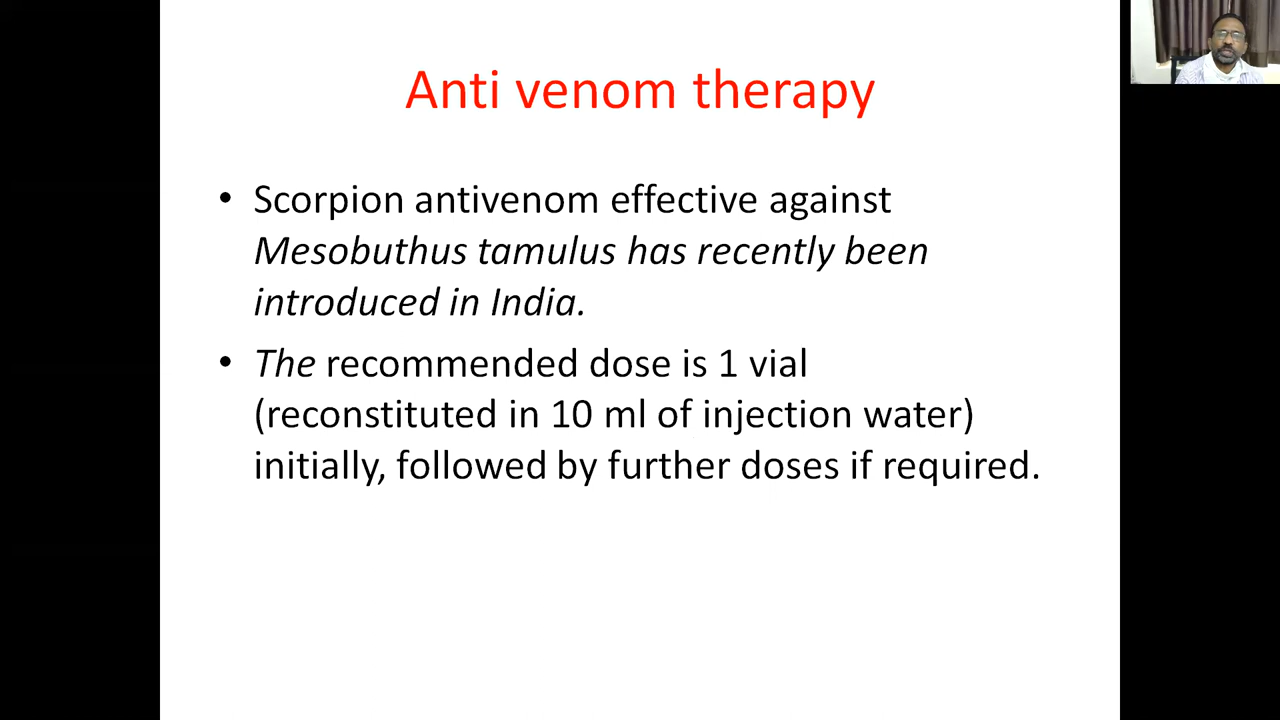 Anti venom therapy
• Scorpion antivenom effective against
Mesobuthus tamulus has recently been
introduced in India.
• The recommended dose is 1 vial
(reconstituted in 10 ml of injection water)
initially, followed by further doses if required.